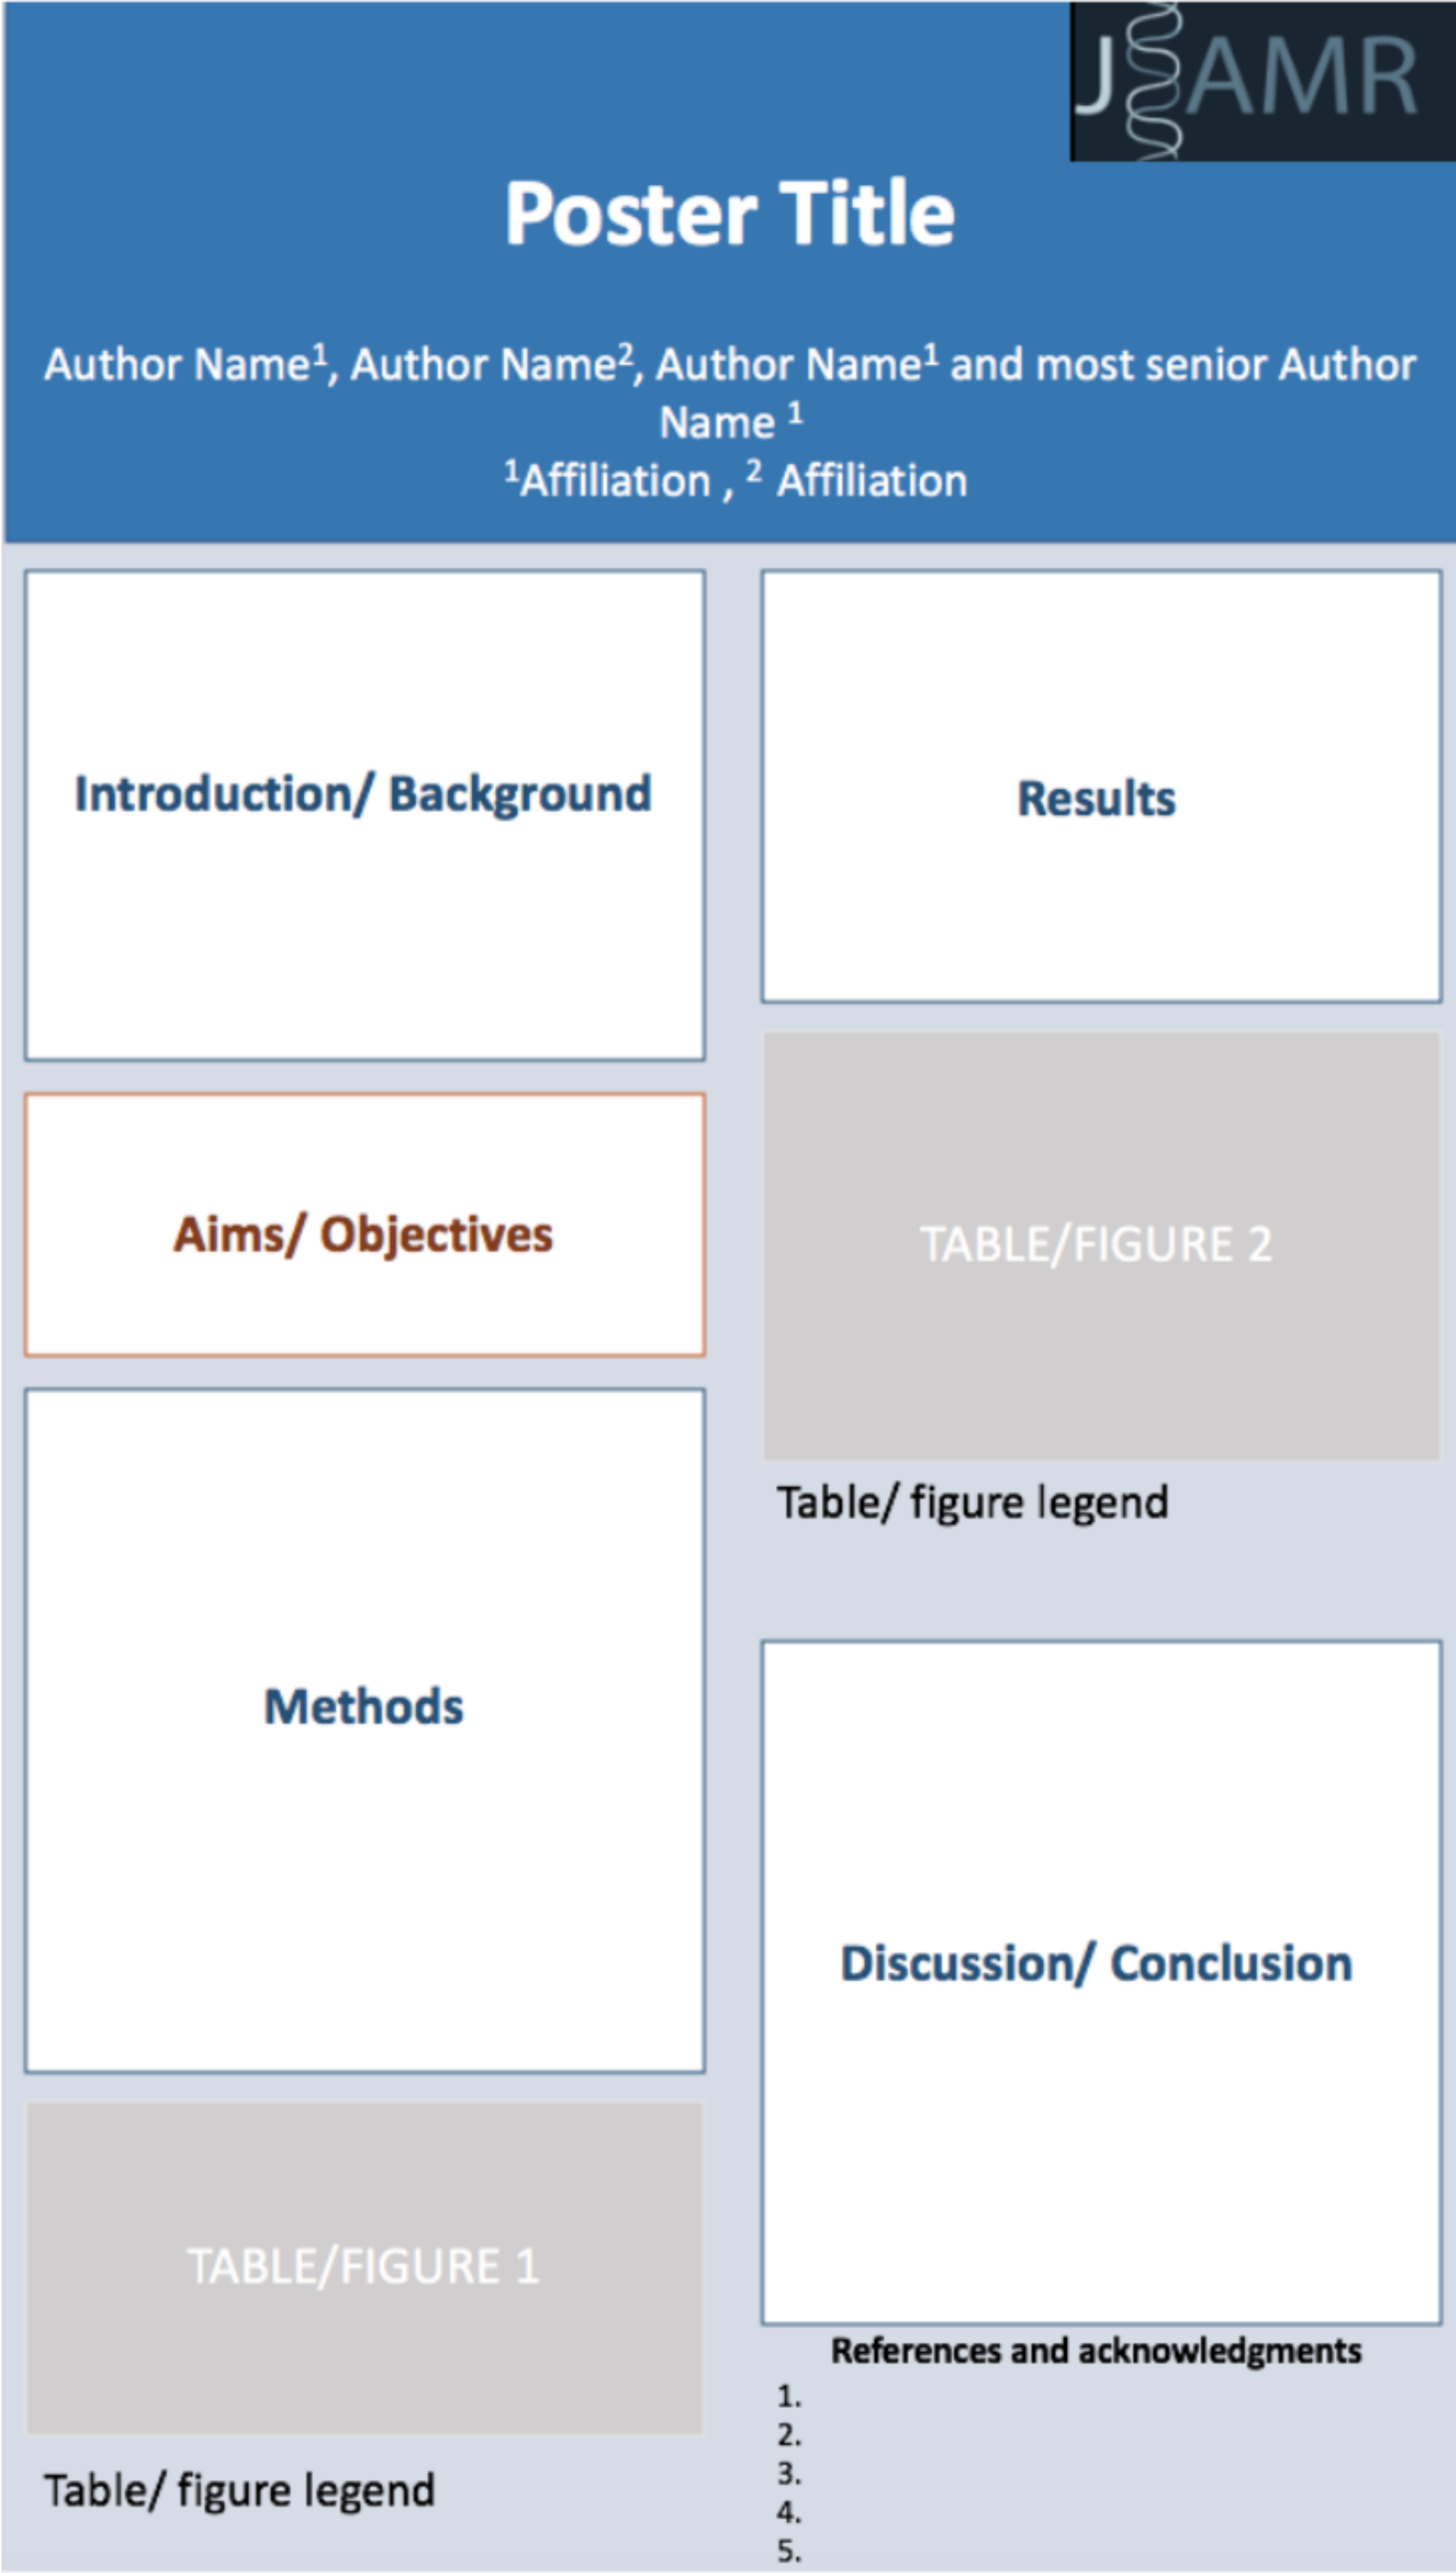 J AMR
Poster Title
Author Name¹, Author Name², Author Name¹ and most senior Author
Name ¹
¹Affiliation , ² Affiliation
Introduction/ Background
Aims/ Objectives
Methods
TABLE/FIGURE 1
Table/ figure legend
Results
TABLE/FIGURE 2
Table/ figure legend
Discussion/ Conclusion
References and acknowledgments
1.
2.
3.
4.
5.